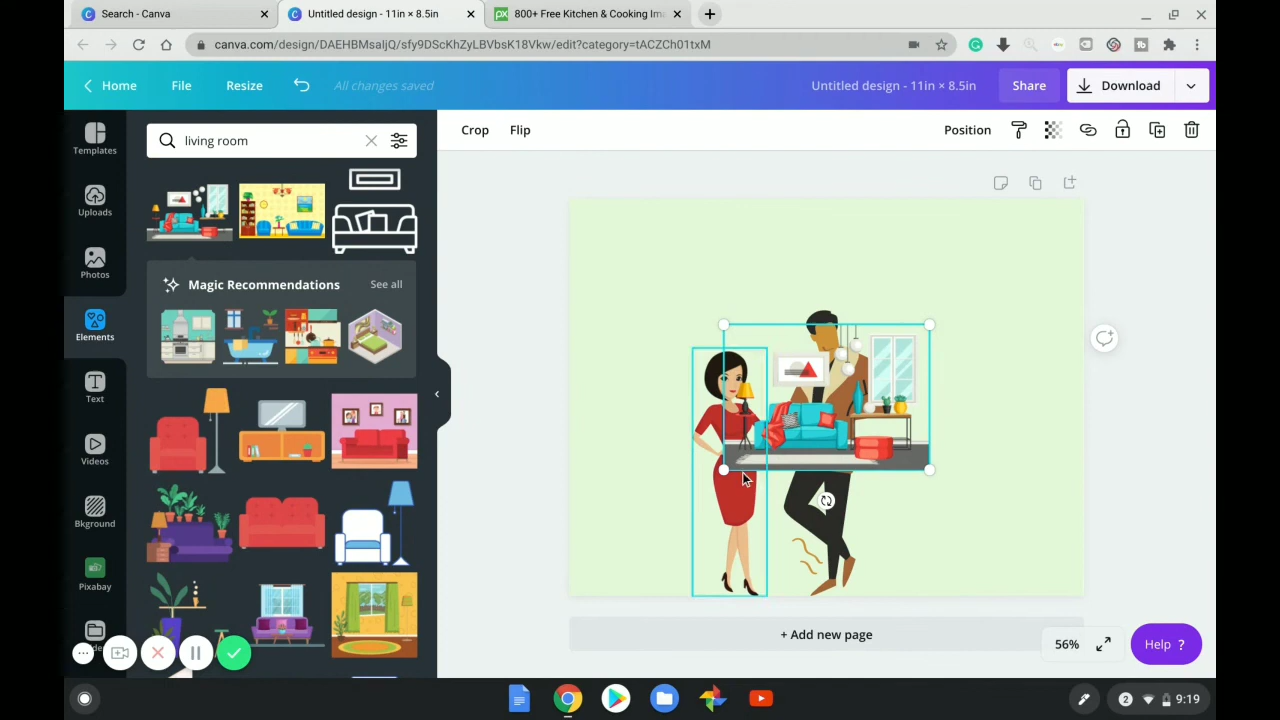 Search - Canva
Untitled design - 11in × 8.5in
800+ Free Kitchen & Cooking Im
canva.com/design/DAEHBMsaljQ/sfy9DScKhZyLBVbsK18Vkw/edit?category=tACZCh01txM
Home
File
Resize
All changes saved
Untitled design - 11in × 8.5in
Share
Download
Templates
Uploads
Photos
Elements
Text
Videos
Bkground
Pixabay
living room
Crop
Flip
Position
Magic Recommendations
See all
+ Add new page
56%
Help ?
2
9:19